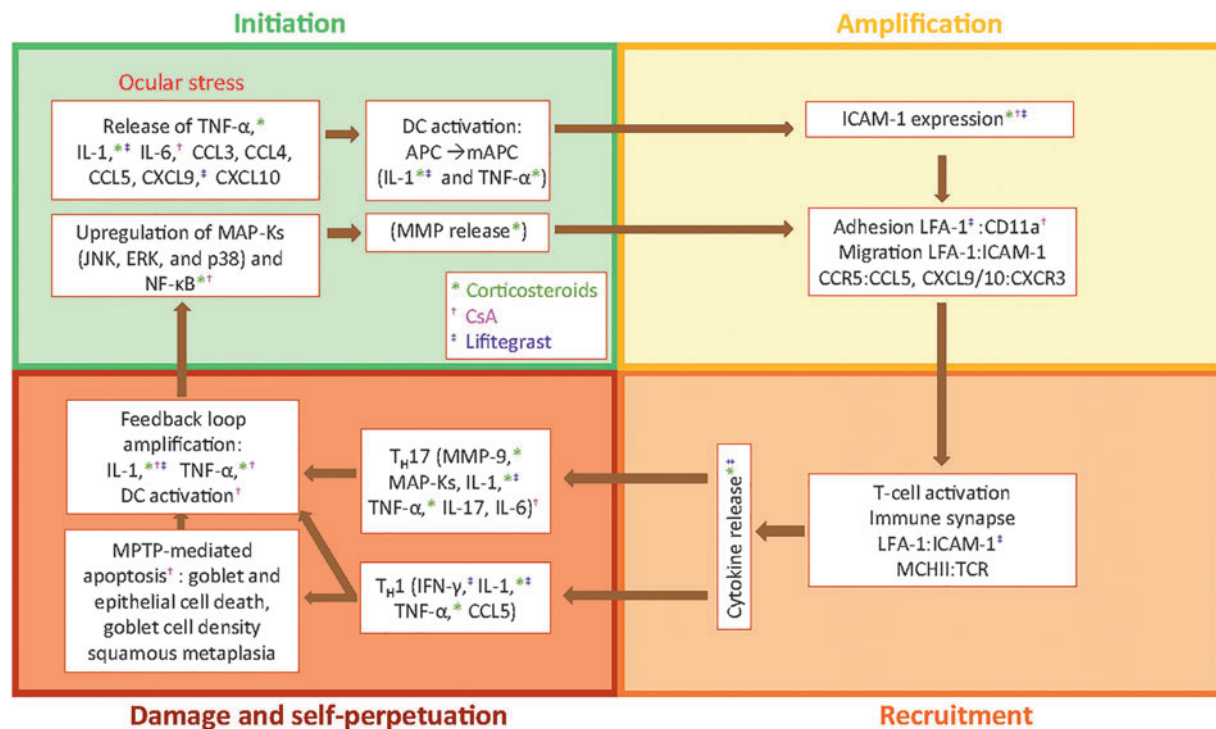 Initiation
Ocular stress
Release of TNF-α,*
IL-1,*‡ IL-6,† CCL3, CCL4,
CCL5, CXCL9,‡ CXCL10
DC activation:
APC →mAPC
(IL-1*‡ and TNF-α*)
Upregulation of MAP-Ks
(JNK, ERK, and p38) and
NF-κB*†
(MMP release*)
* Corticosteroids
† CsA
‡ Lifitegrast
Amplification
ICAM-1 expression*†‡
Adhesion LFA-1‡ :CD11a†
Migration LFA-1:ICAM-1
CCR5:CCL5, CXCL9/10:CXCR3
Feedback loop
amplification:
IL-1,*†‡ TNF-α,*†
DC activation†
MPTP-mediated
apoptosis† : goblet and
epithelial cell death,
goblet cell density
squamous metaplasia
TH17 (MMP-9,*
MAP-Ks, IL-1,*‡
TNF-α,* IL-17, IL-6)†
TH1 (IFN-γ,‡ IL-1,*‡
TNF-α,* CCL5)
Cytokine release*‡
T-cell activation
Immune synapse
LFA-1:ICAM-1‡
MCHII:TCR
Damage and self-perpetuation
Recruitment